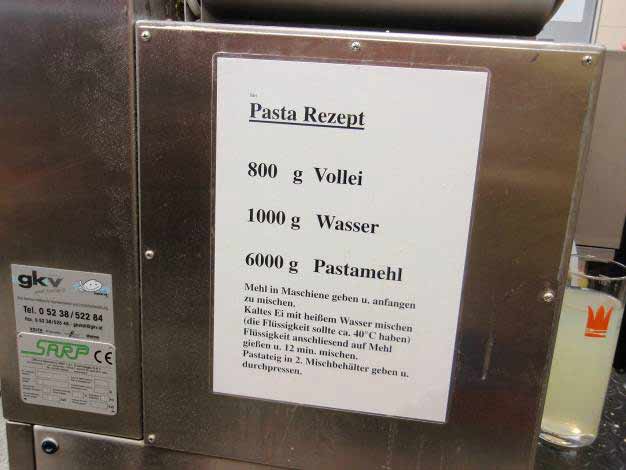 Pasta Rezept
800 g Vollei
1000 g Wasser
6000 g Pastamehl
Mehl in Maschiene geben u. anfangen
zu mischen.
Kaltes Ei mit heißem Wasser mischen
(die Flüssigkeit sollte ca. 40°C haben)
Flüssigkeit anschliesend auf Mehl
gießen u. 12 min. mischen.
Pastateig in 2. Mischbehälter geben u.
durchpressen.
gkv
Tel. 0 52 38 / 522 84
SARP CE